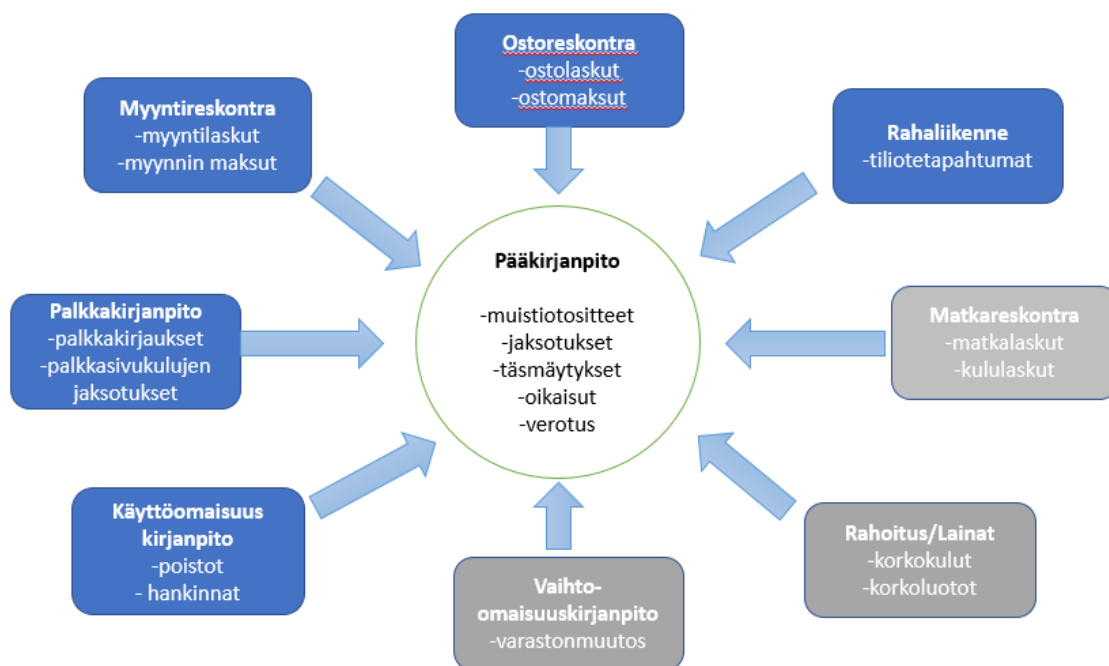 Ostoreskontra
-ostolaskut
-ostomaksut
Myyntireskontra
-myyntilaskut
-myynnin maksut
Rahaliikenne
-tiliotetapahtumat
Pääkirjanpito
-muistiotositteet
-jaksotukset
-täsmäytykset
-oikaisut
-verotus
Palkkakirjanpito
-palkkakirjaukset
-palkkasivukulujen
jaksotukset
Matkareskontra
-matkalaskut
-kululaskut
Käyttöomaisuus
kirjanpito
-poistot
- hankinnat
Vaihto-
omaisuuskirjanpito
-varastonmuutos
Rahoitus/Lainat
-korkokulut
-korkoluotot